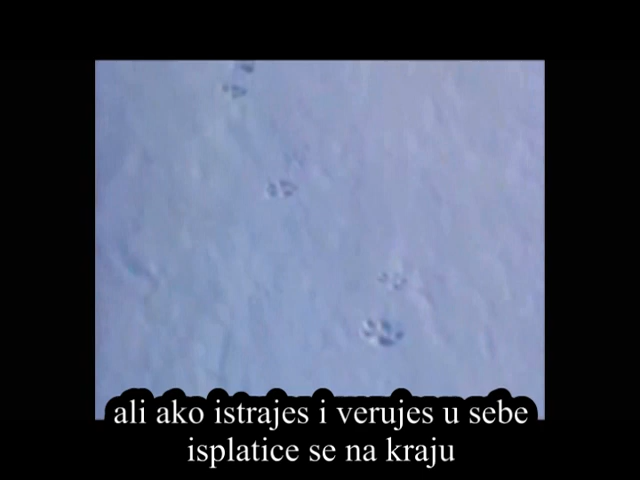 ali ako istrajes i verujes u sebe
isplatice se na kraju